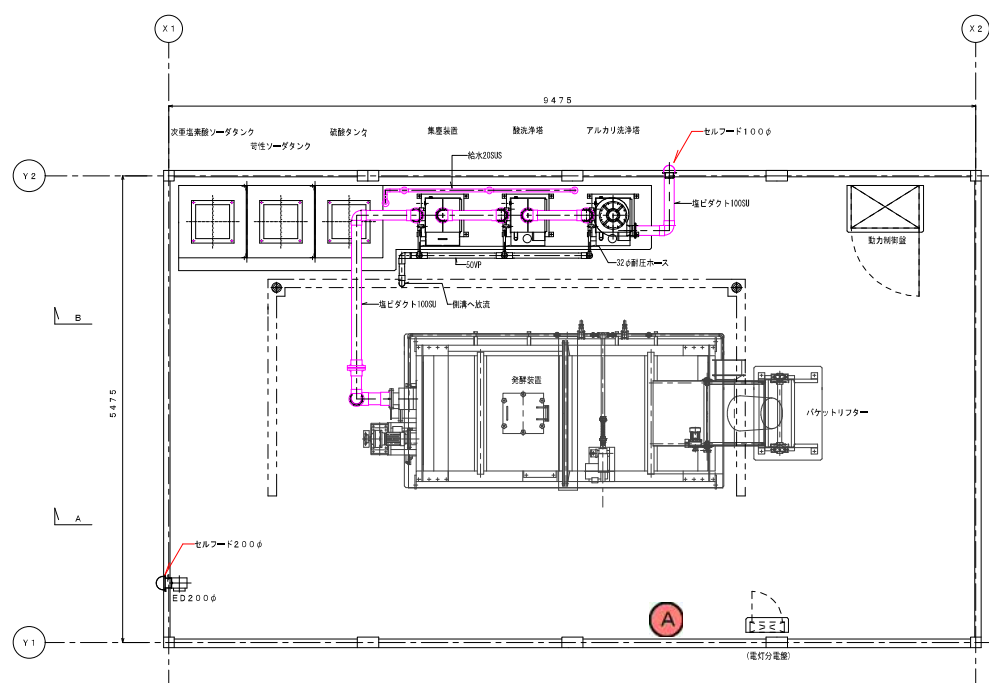 X1
X2
9475
次亜塩素酸ソーダタンク
苛性ソーダタンク
硫酸タンク
集塵装置
酸洗浄塔
アルカリ洗浄塔
セルフード100φ
給水20SUS
Y2
塩ビダクト100SU
動力制御盤
50VP
32φ耐圧ホース
塩ビダクト100SU
側溝へ放流
B
発酵装置
バケットリフター
5475
A
セルフード200φ
ED200φ
A
Y1
(電灯分電盤)